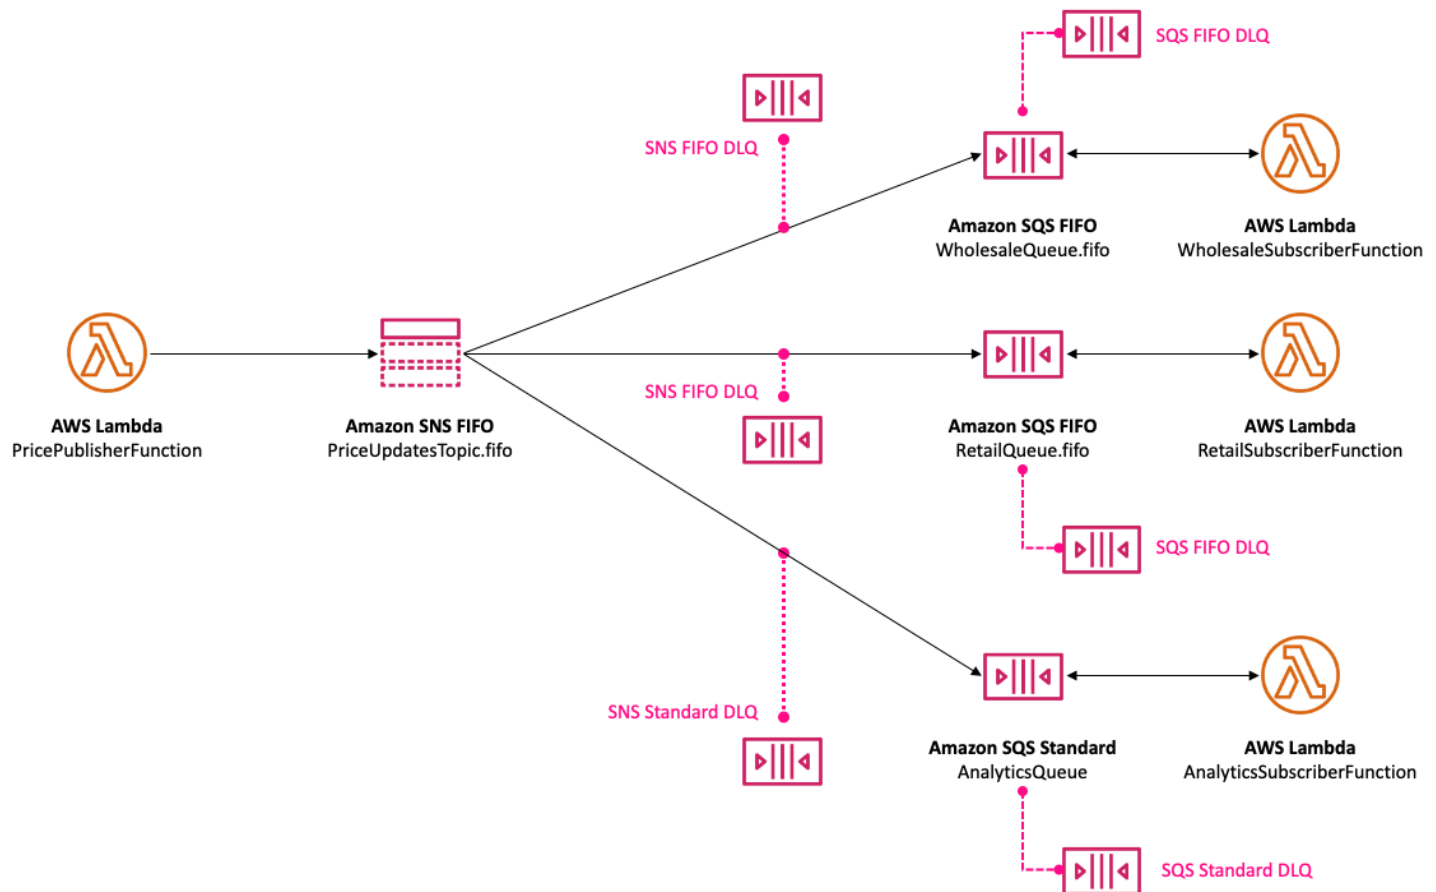 SQS FIFO DLQ
SNS FIFO DLQ
Amazon SQS FIFO
WholesaleQueue.fifo
AWS Lambda
WholesaleSubscriberFunction
AWS Lambda
PricePublisherFunction
Amazon SNS FIFO
PriceUpdatesTopic.fifo
SNS FIFO DLQ
Amazon SQS FIFO
RetailQueue.fifo
AWS Lambda
RetailSubscriberFunction
SQS FIFO DLQ
SNS Standard DLQ
Amazon SQS Standard
AnalyticsQueue
AWS Lambda
AnalyticsSubscriberFunction
SQS Standard DLQ